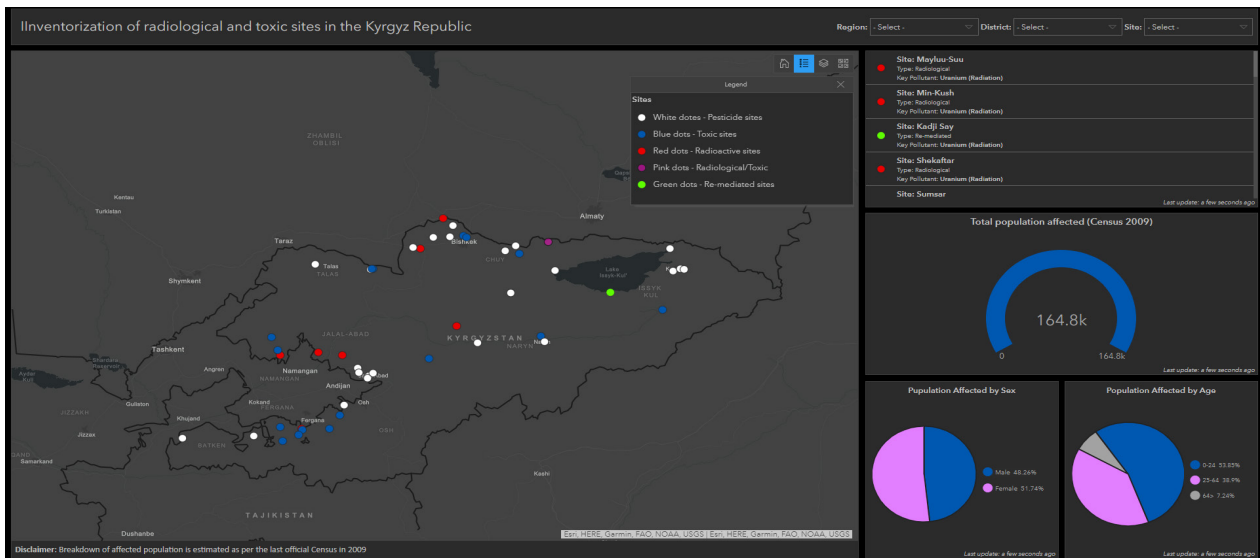 IInventorization of radiological and toxic sites in the Kyrgyz Republic
Region: - Select - District: - Select - Site: - Select -
Legend
Sites
White dotes - Pesticide sites
Blue dots - Toxic sites
Red dots - Radioactive sites
Pink dots - Radiological/Toxic
Green dots - Re-mediated sites
ZHAMBIL
OBLISI
Kentau
Turkistan
Almaty
Taraz
Bishkek
CHUY
Talas
TALAS
Lake
Issyk-Kul'
ISSYK
KUL
Shymkent
JALAL-ABAD
KYRGYZSTAN
NARYN
Tashkent
Angren
Namangan
NAMANGAN
Andijan
Gulistan
Kokand
FERGANA
Osh
Khujand
Fergana
OSH
JIZZAKH
Jizzax
BATKEN
Samarkand
Kashi
TAJIKISTAN
Dushanbe
Esri, HERE, Garmin, FAO, NOAA, USGS | Esri, HERE, Garmin, FAO, NOAA, USGS
Disclaimer: Breakdown of affected population is estimated as per the last official Census in 2009
Site: Mayluu-Suu
Type: Radiological
Key Pollutant: Uranium (Radiation)
Site: Min-Kush
Type: Radiological
Key Pollutant: Uranium (Radiation)
Site: Kadji Say
Type: Re-mediated
Key Pollutant: Uranium (Radiation)
Site: Shekaftar
Type: Radiological
Key Pollutant: Uranium (Radiation)
Site: Sumsar
Last update: a few seconds ago
Total population affected (Census 2009)
164.8k
0
164.8k
Last update: a few seconds ago
Pupulation Affected by Sex
Male 48.26%
Female 51.74%
Last update: a few seconds ago
Population Affected by Age
0-24 53.85%
25-64 38.9%
64> 7.24%
Last update: a few seconds ago